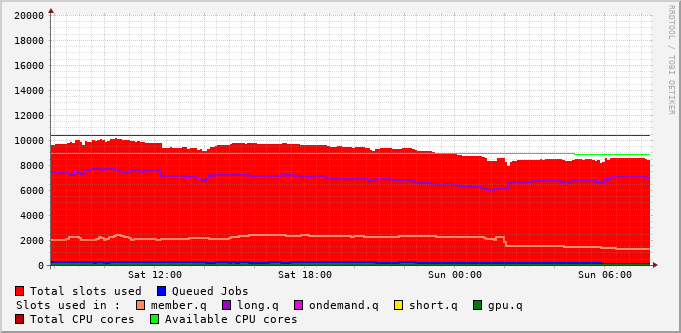 RRDTOOL / TOBI OETIKER
20000
18000
16000
14000
12000
10000
8000
6000
4000
2000
0
Sat 12:00 Sat 18:00 Sun 00:00 Sun 06:00
Total slots used Queued Jobs
Slots used in : member.q long.q ondemand.q short.q gpu.q
Total CPU cores Available CPU cores